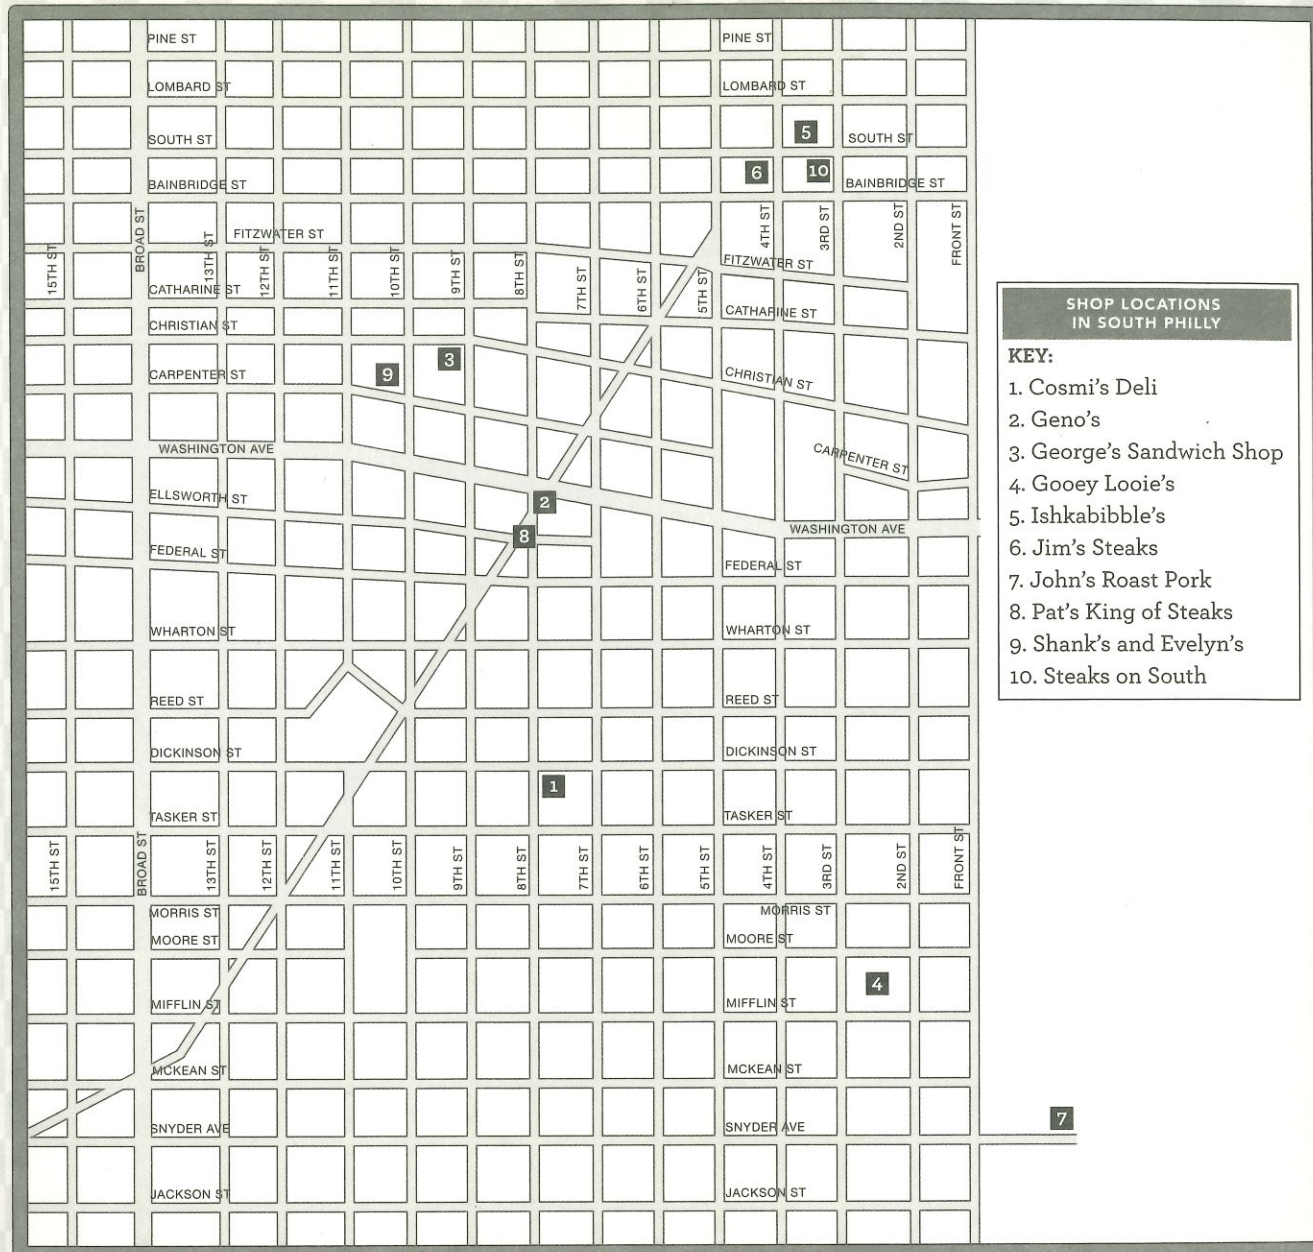 PINE ST
PINE ST
LOMBARD ST
LOMBARD ST
5
SOUTH ST
SOUTH ST
6
10
BAINBRIDGE ST
BAINBRIDGE ST
BROAD ST
FITZWATER ST
4TH ST
3RD ST
2ND ST
FRONT ST
15TH ST
13TH ST
12TH ST
11TH ST
10TH ST
9TH ST
8TH ST
7TH ST
6TH ST
5TH ST
FITZWATER ST
CATHARINE ST
CATHARINE ST
CHRISTIAN ST
3
9
CARPENTER ST
CHRISTIAN ST
WASHINGTON AVE
CARPENTER ST
ELLSWORTH ST
2
WASHINGTON AVE
8
FEDERAL ST
FEDERAL ST
WHARTON ST
WHARTON ST
REED ST
REED ST
DICKINSON ST
DICKINSON ST
1
TASKER ST
TASKER ST
15TH ST
BROAD ST
13TH ST
12TH ST
11TH ST
10TH ST
9TH ST
8TH ST
7TH ST
6TH ST
5TH ST
4TH ST
3RD ST
2ND ST
FRONT ST
MORRIS ST
MORRIS ST
MOORE ST
MOORE ST
4
MIFFLIN ST
MIFFLIN ST
MCKEAN ST
MCKEAN ST
7
SNYDER AVE
SNYDER AVE
JACKSON ST
JACKSON ST
SHOP LOCATIONS
IN SOUTH PHILLY
KEY:
1. Cosmi's Deli
2. Geno's
3. George's Sandwich Shop
4. Gooey Looie's
5. Ishkabibble's
6. Jim's Steaks
7. John's Roast Pork
8. Pat's King of Steaks
9. Shank's and Evelyn's
10. Steaks on South